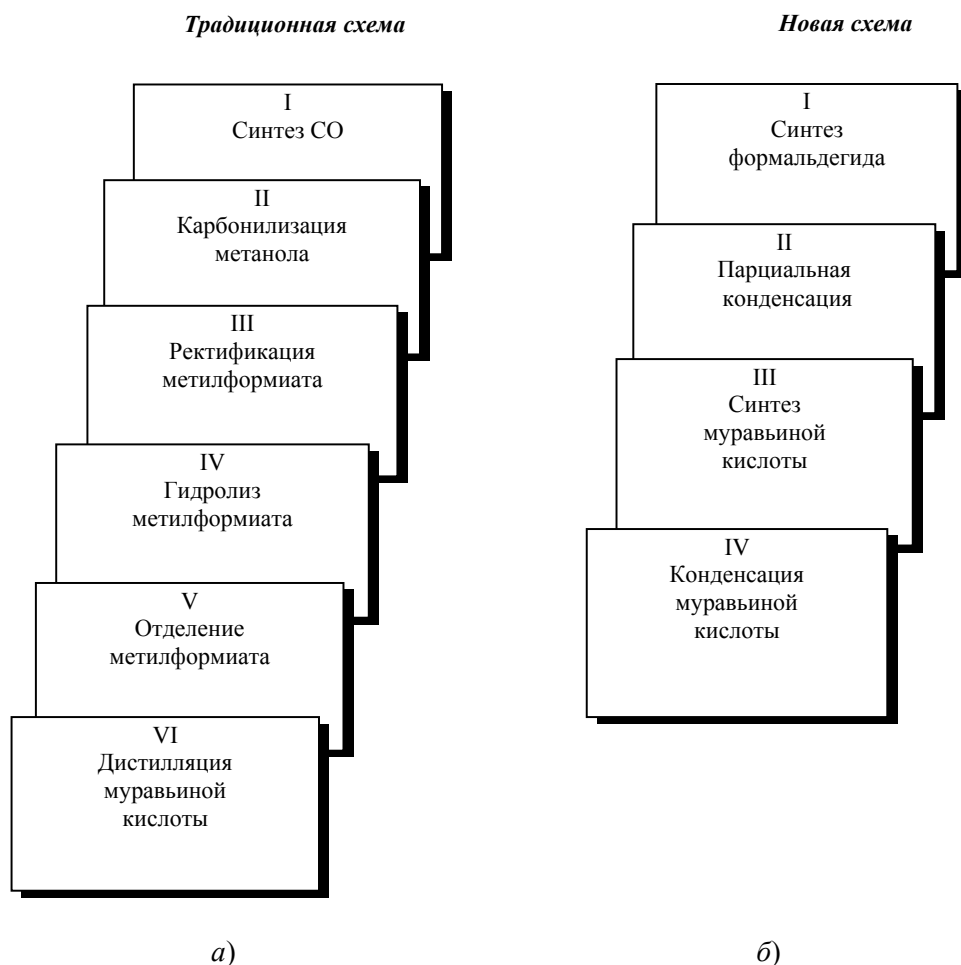 Традиционная схема
I
Синтез СО
II
Карбонилизация
метанола
III
Ректификация
метилформиата
IV
Гидролиз
метилформиата
V
Отделение
метилформиата
VI
Дистилляция
муравьиной
кислоты
а)
Новая схема
I
Синтез
формальдегида
II
Парциальная
конденсация
III
Синтез
муравьиной
кислоты
IV
Конденсация
муравьиной
кислоты
б)